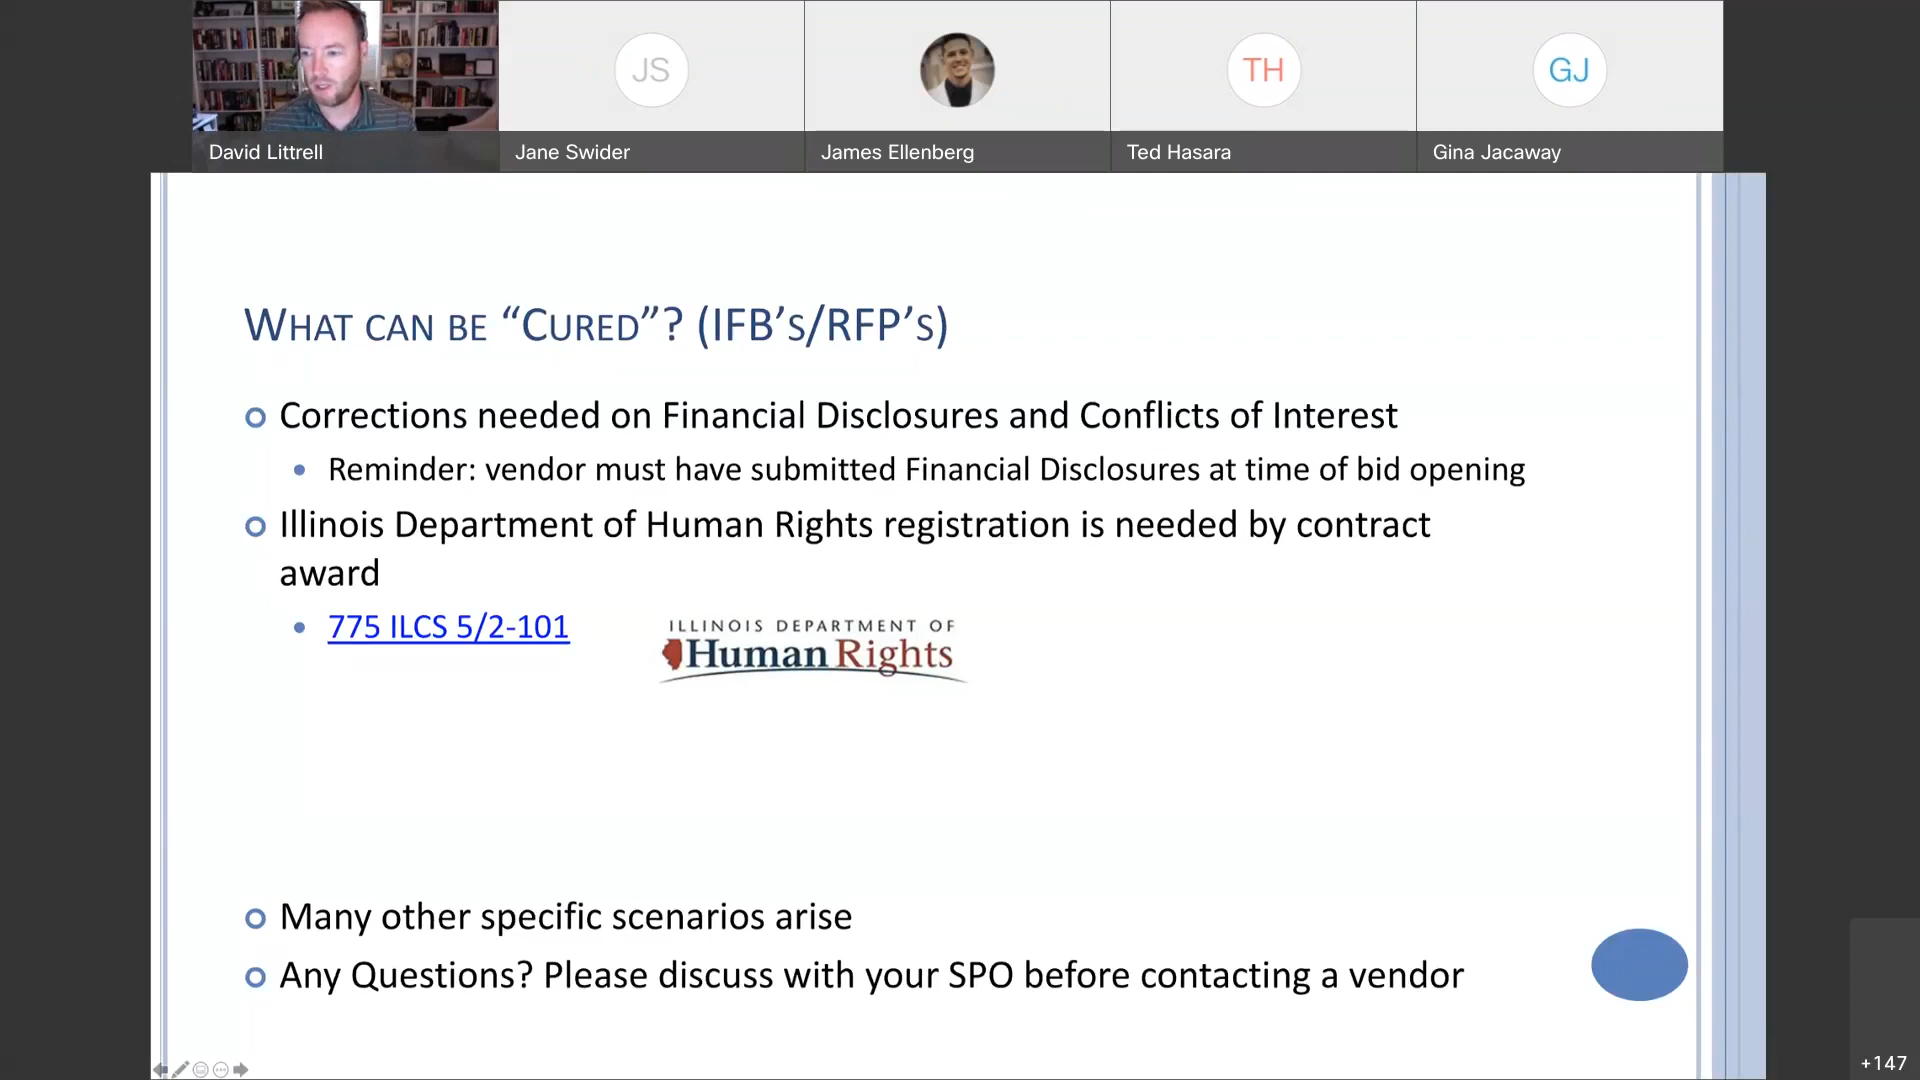 JS
TH
GJ
David Littrell
Jane Swider
James Ellenberg
Ted Hasara
Gina Jacaway
What can be “Cured”? (IFB’s/RFP’s)
Corrections needed on Financial Disclosures and Conflicts of Interest
Reminder: vendor must have submitted Financial Disclosures at time of bid opening
Illinois Department of Human Rights registration is needed by contract
award
775 ILCS 5/2-101
ILLINOIS DEPARTMENT OF
Human Rights
Many other specific scenarios arise
Any Questions? Please discuss with your SPO before contacting a vendor
+147